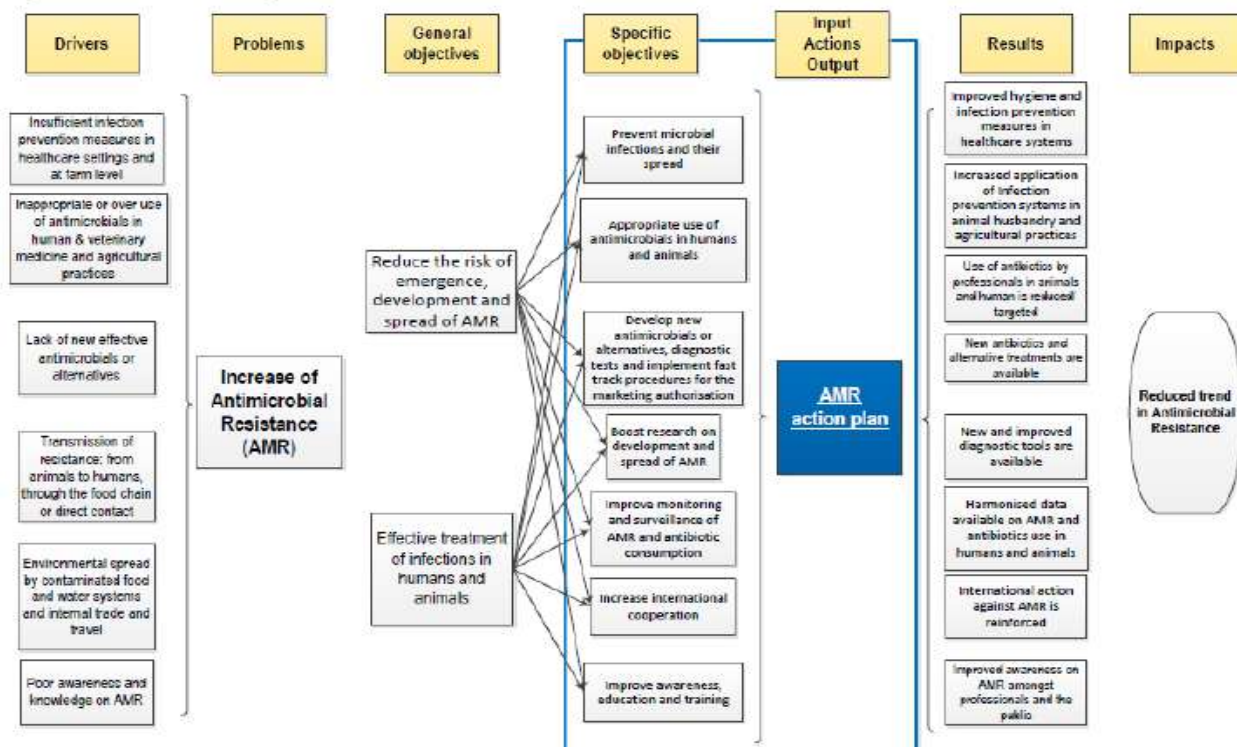 Drivers
Problems
General
objectives
Specific
objectives
Input
Actions
Output
Results
Impacts
Insufficient infection
prevention measures in
healthcare settings and
at farm level
Inappropriate or over use
of antimicrobials in
human & veterinary
medicine and agricultural
practices
Lack of new effective
antimicrobials or
alternatives
Transmission of
resistance: from
animals to humans,
through the food chain
or direct contact
Environmental spread
by contaminated food
and water systems
and internal trade and
travel
Poor awareness and
knowledge on AMR
Increase of
Antimicrobial
Resistance
(AMR)
Reduce the risk of
emergence,
development and
spread of AMR
Effective treatment
of infections in
humans and
animals
Prevent microbial
infections and their
spread
Appropriate use of
antimicrobials in humans
and animals
Develop new
antimicrobials or
alternatives, diagnostic
tests and implement fast
track procedures for the
marketing authorisation
Boost research on
development and
spread of AMR
Improve monitoring
and surveillance of
AMR and antibiotic
consumption
Increase international
cooperation
Improve awareness,
education and training
AMR
action plan
Improved hygiene and
infection prevention
measures in
healthcare systems
Increased application
of Infection
prevention systems in
animal husbandry and
agricultural practices
Use of antibiotics by
professionals in animals
and human is reduced
targeted
New antibiotics and
alternative treatments are
available
New and improved
diagnostic tools are
available
Harmonised data
available on AMR and
antibiotics use in
humans and animals
International action
against AMR is
reinforced
Improved awareness on
AMR amongst
professionals and the
public
Reduced trend
in Antimicrobial
Resistance